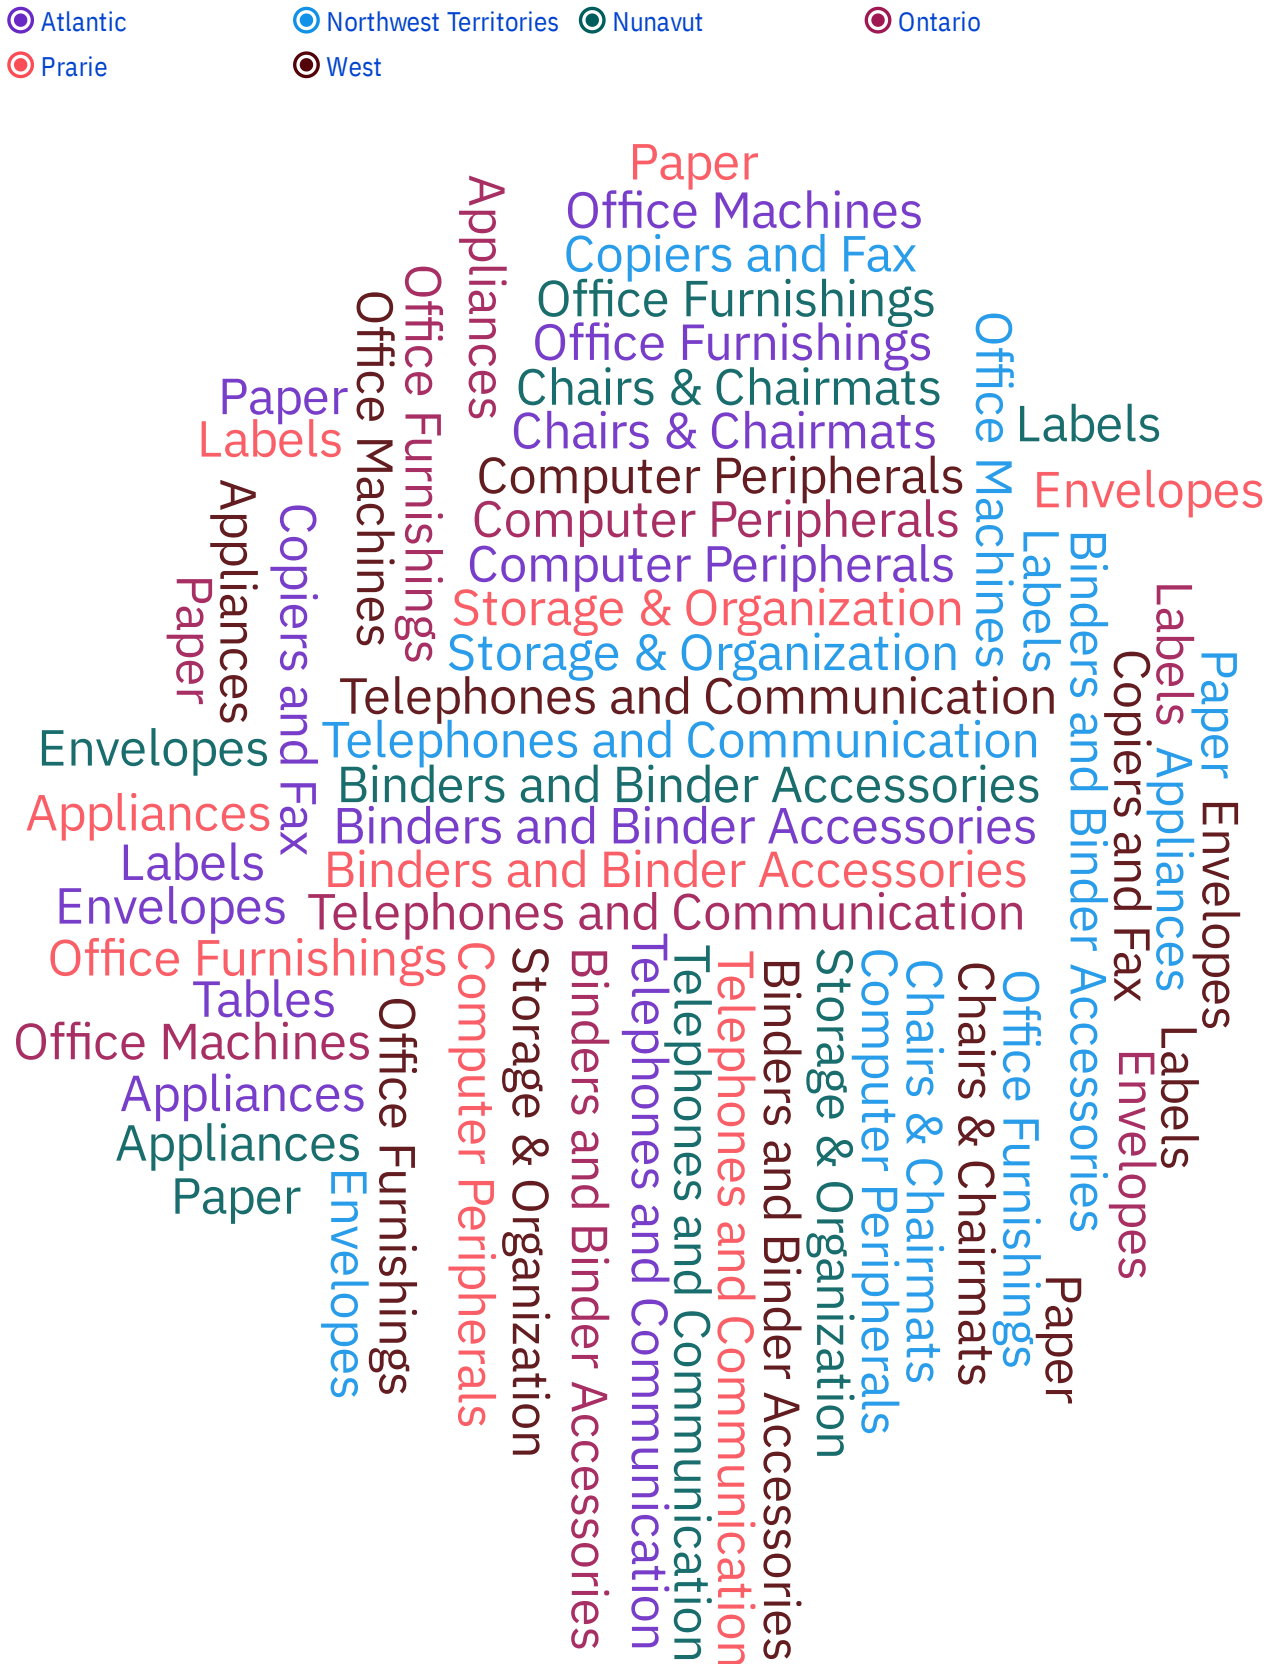 Atlantic
Northwest Territories
Nunavut
Ontario
Prarie
West
Paper
Office Machines
Appliances
Copiers and Fax
Office Furnishings
Office Furnishings
Office Machines
Office Furnishings
Office Machines
Chairs & Chairmats
Paper
Labels
Chairs & Chairmats
Labels
Computer Peripherals
Envelopes
Appliances
Copiers and Fax
Computer Peripherals
Labels
Binders and Binder Accessories
Computer Peripherals
Paper
Labels
Storage & Organization
Storage & Organization
Copiers and Fax
Paper
Telephones and Communication
Envelopes
Telephones and Communication
Appliances
Binders and Binder Accessories
Envelopes
Appliances
Binders and Binder Accessories
Labels
Binders and Binder Accessories
Envelopes
Telephones and Communication
Office Furnishings
Computer Peripherals
Storage & Organization
Binders and Binder Accessories
Telephones and Communication
Telephones and Communication
Telephones and Communication
Binders and Binder Accessories
Storage & Organization
Computer Peripherals
Chairs & Chairmats
Chairs & Chairmats
Office Furnishings
Tables
Office Furnishings
Office Machines
Labels
Envelopes
Appliances
Appliances
Paper
Envelopes
Paper